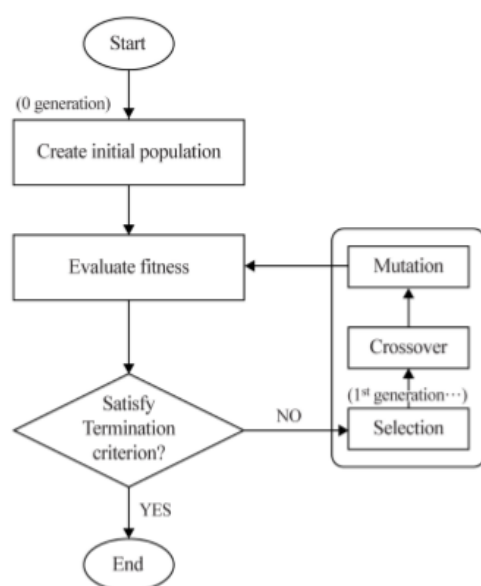 Start
(0 generation)
Create initial population
Evaluate fitness
Mutation
Crossover
(1st generation⋯)
Selection
Satisfy
Termination
criterion?
NO
YES
End